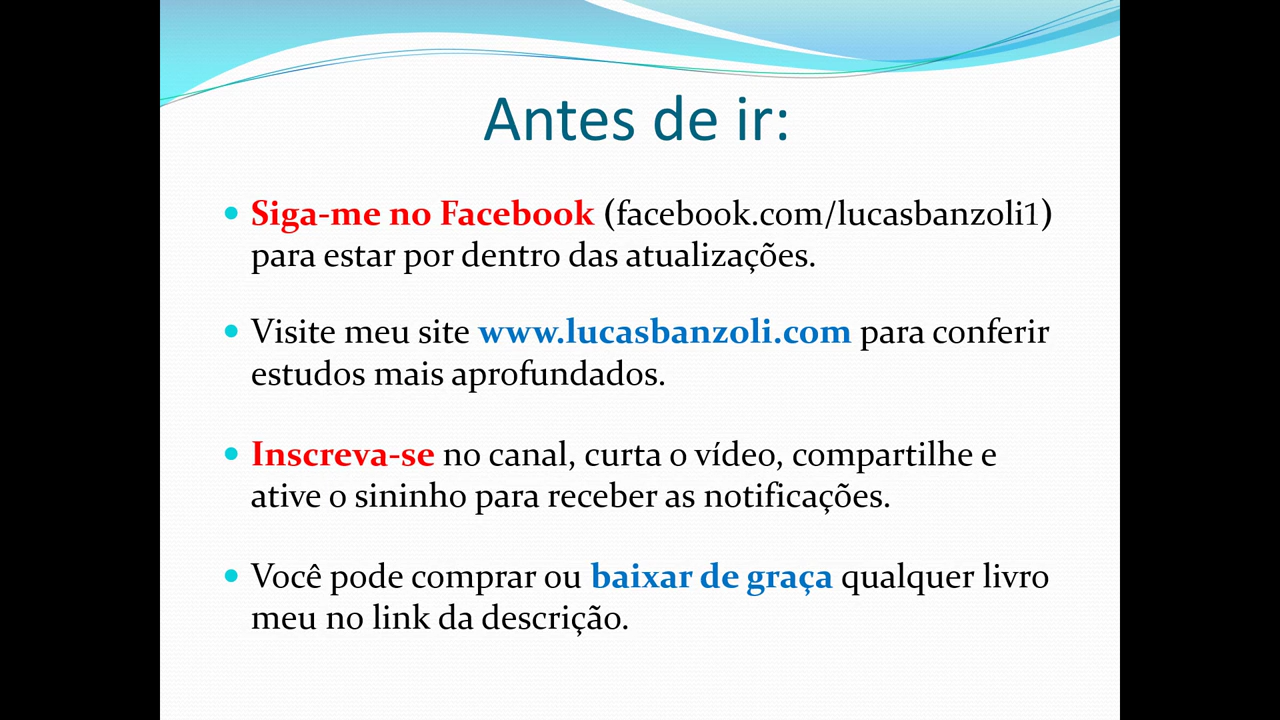 Antes de ir:
• Siga-me no Facebook (facebook.com/lucasbanzoli1)
para estar por dentro das atualizações.
• Visite meu site www.lucasbanzoli.com para conferir
estudos mais aprofundados.
• Inscreva-se no canal, curta o vídeo, compartilhe e
ative o sininho para receber as notificações.
• Você pode comprar ou baixar de graça qualquer livro
meu no link da descrição.